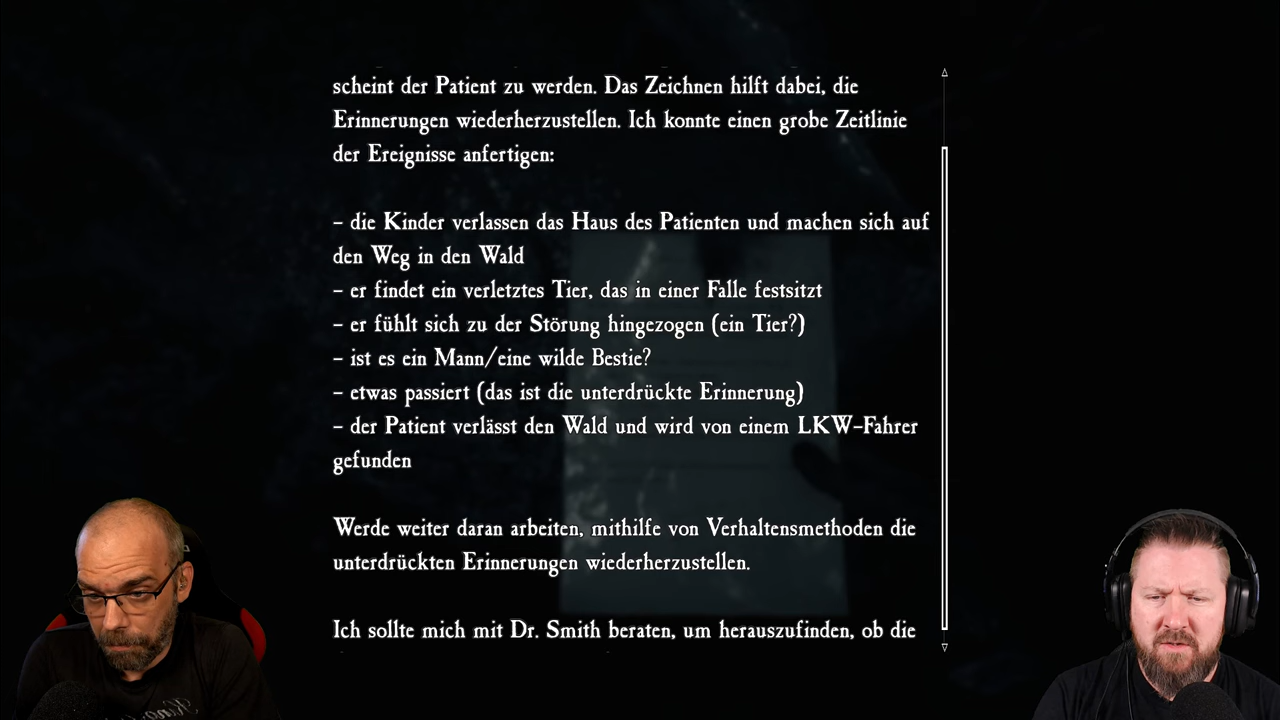 scheint der Patient zu werden. Das Zeichnen hilft dabei, die
Erinnerungen wiederherzustellen. Ich konnte einen grobe Zeitlinie
der Ereignisse anfertigen:
- die Kinder verlassen das Haus des Patienten und machen sich auf
den Weg in den Wald
- er findet ein verletztes Tier, das in einer Falle festsitzt
- er fühlt sich zu der Störung hingezogen (ein Tier?)
- ist es ein Mann/eine wilde Bestie?
- etwas passiert (das ist die unterdrückte Erinnerung)
- der Patient verlässt den Wald und wird von einem LKW-Fahrer
gefunden
Werde weiter daran arbeiten, mithilfe von Verhaltensmethoden die
unterdrückten Erinnerungen wiederherzustellen.
Ich sollte mich mit Dr. Smith beraten, um herauszufinden, ob die